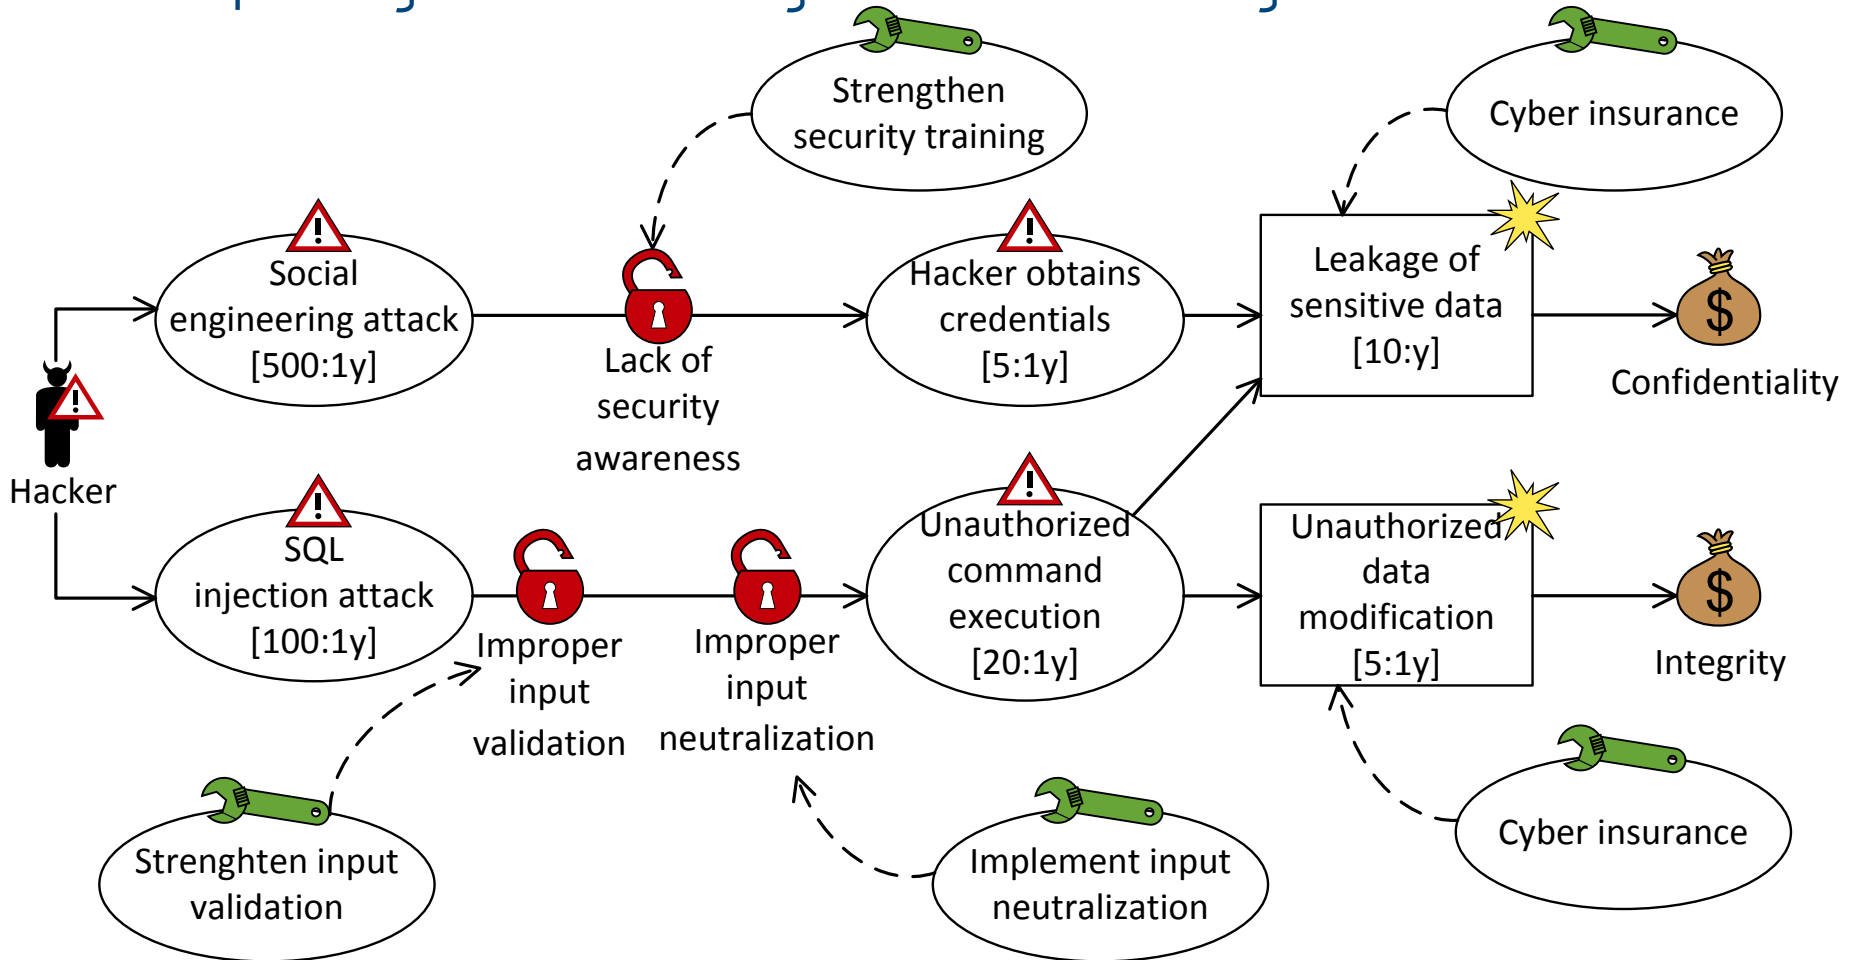 Strengthen
security training
Cyber insurance
Social
engineering attack
[500:1y]
Lack of
security
awareness
Hacker obtains
credentials
[5:1y]
Leakage of
sensitive data
[10:y]
Confidentiality
Hacker
SQL
injection attack
[100:1y]
Improper
input
validation
Improper
input
neutralization
Unauthorized
command
execution
[20:1y]
Unauthorized
data
modification
[5:1y]
Integrity
Strenghten input
validation
Implement input
neutralization
Cyber insurance